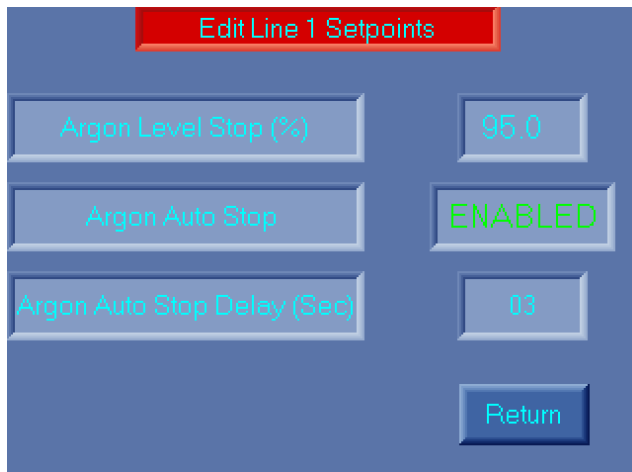 Edit Line 1 Setpoints
Argon Level Stop (%) 95.0
Argon Auto Stop ENABLED
Argon Auto Stop Delay (Sec) 03
Return